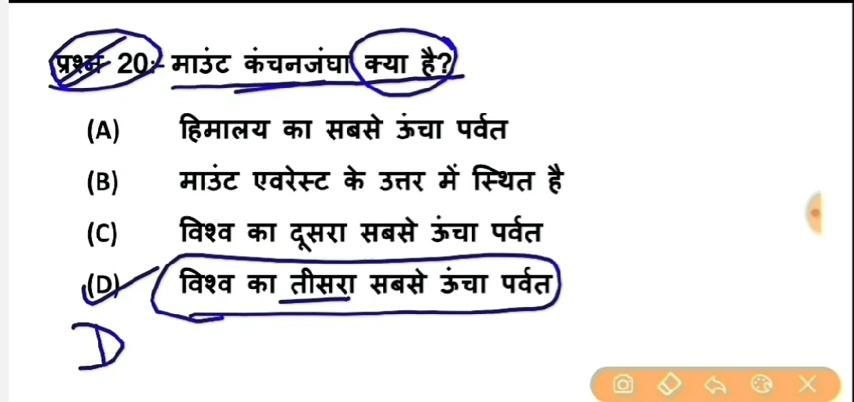 प्रश्न 20:- माउंट कंचनजंघा क्या है?
(A) हिमालय का सबसे ऊंचा पर्वत
(B) माउंट एवरेस्ट के उत्तर में स्थित है
(C) विश्व का दूसरा सबसे ऊंचा पर्वत
(D) विश्व का तीसरा सबसे ऊंचा पर्वत
D